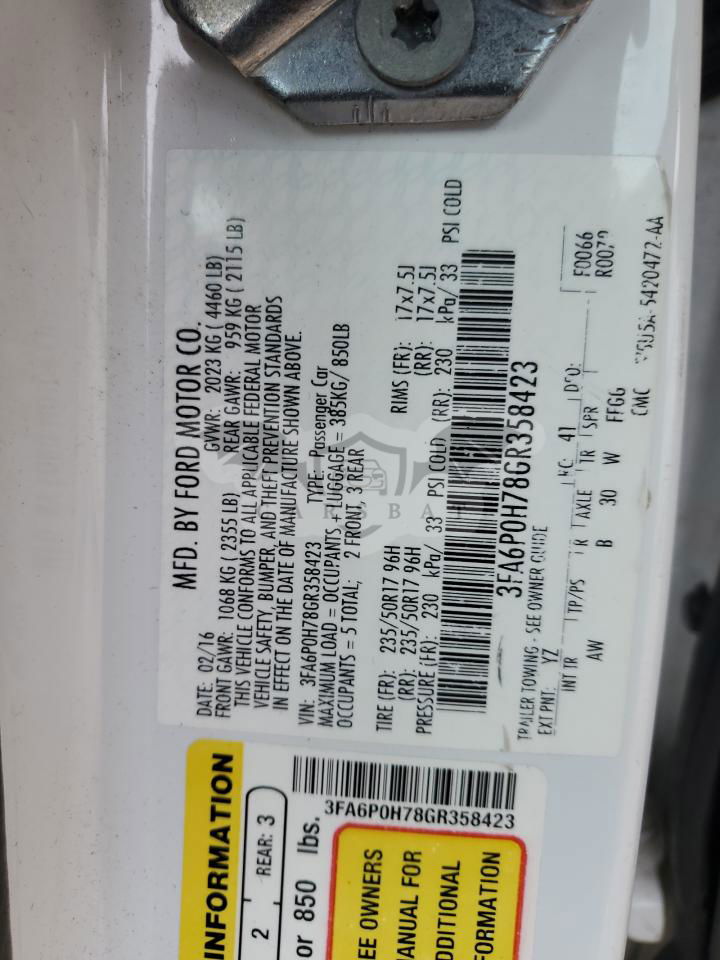 MFD. BY FORD MOTOR CO.
DATE: 02/16 GVWR: 2023 KG ( 4460 LB)
FRONT GAWR: 1068 KG ( 2355 LB) REAR GAWR: 959 KG ( 2115 LB)
THIS VEHICLE CONFORMS TO ALL APPLICABLE FEDERAL MOTOR
VEHICLE SAFETY, BUMPER, AND THEFT PREVENTION STANDARDS
IN EFFECT ON THE DATE OF MANUFACTURE SHOWN ABOVE.
VIN: 3FA6P0H78GR358423 TYPE: Passenger Car
MAXIMUM LOAD = OCCUPANTS + LUGGAGE = 385KG/ 850LB
OCCUPANTS = 5 TOTAL; 2 FRONT, 3 REAR
TIRE (FR): 235/50R17 96H RIMS (FR): 17x7.5J
(RR): 235/50R17 96H (RR): 17x7.5J
PRESSURE (FR): 230 kPa/ 33 PSI COLD (RR): 230 kPa/ 33 PSI COLD
3FA6P0H78GR358423
TRAILER TOWING - SEE OWNER GUIDE
EXT PNT: YZ RC: 41 DSO: F0066
INT TR TP/PS R AXLE TR SPR
AW B 30 W FFGG
CMC
INFORMATION
2 REAR: 3
or 850 lbs.
3FA6P0H78GR358423
EE OWNERS
ANUAL FOR
DDITIONAL
FORMATION